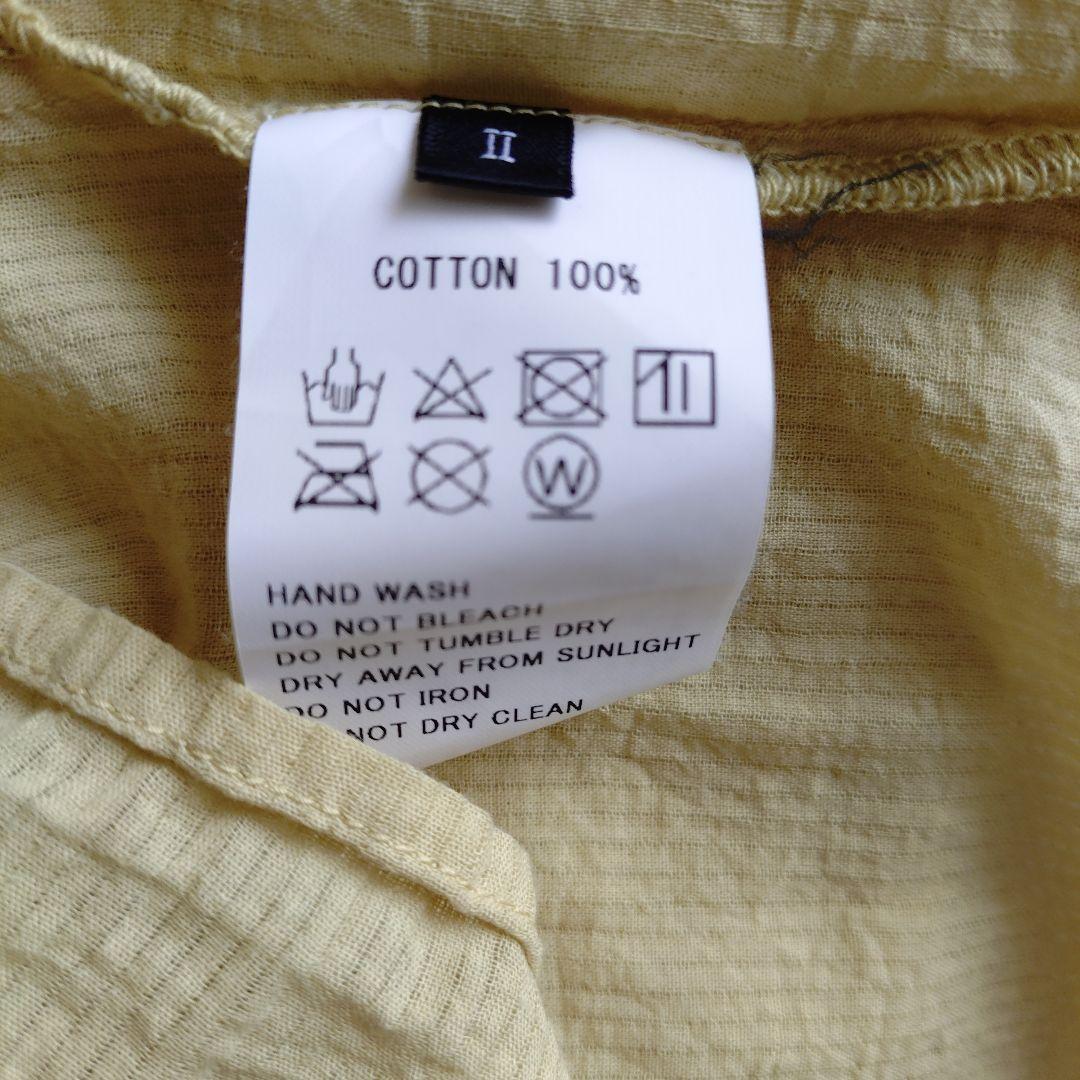 II
COTTON 100%
W
HAND WASH
DO NOT BLEACH
DO NOT TUMBLE DRY
DRY AWAY FROM SUNLIGHT
DO NOT IRON
NOT DRY CLEAN